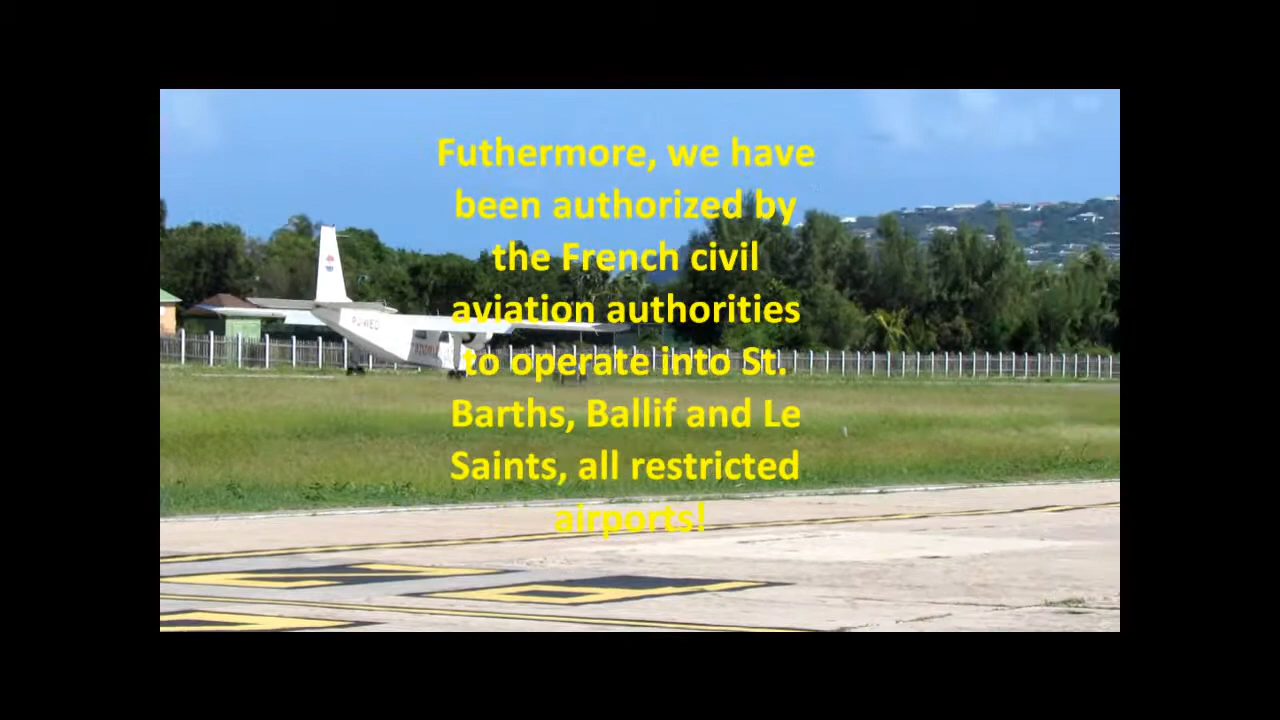 Futhermore, we have
been authorized by
the French civil
aviation authorities
to operate into St.
Barths, Ballif and Le
Saints, all restricted
airports!